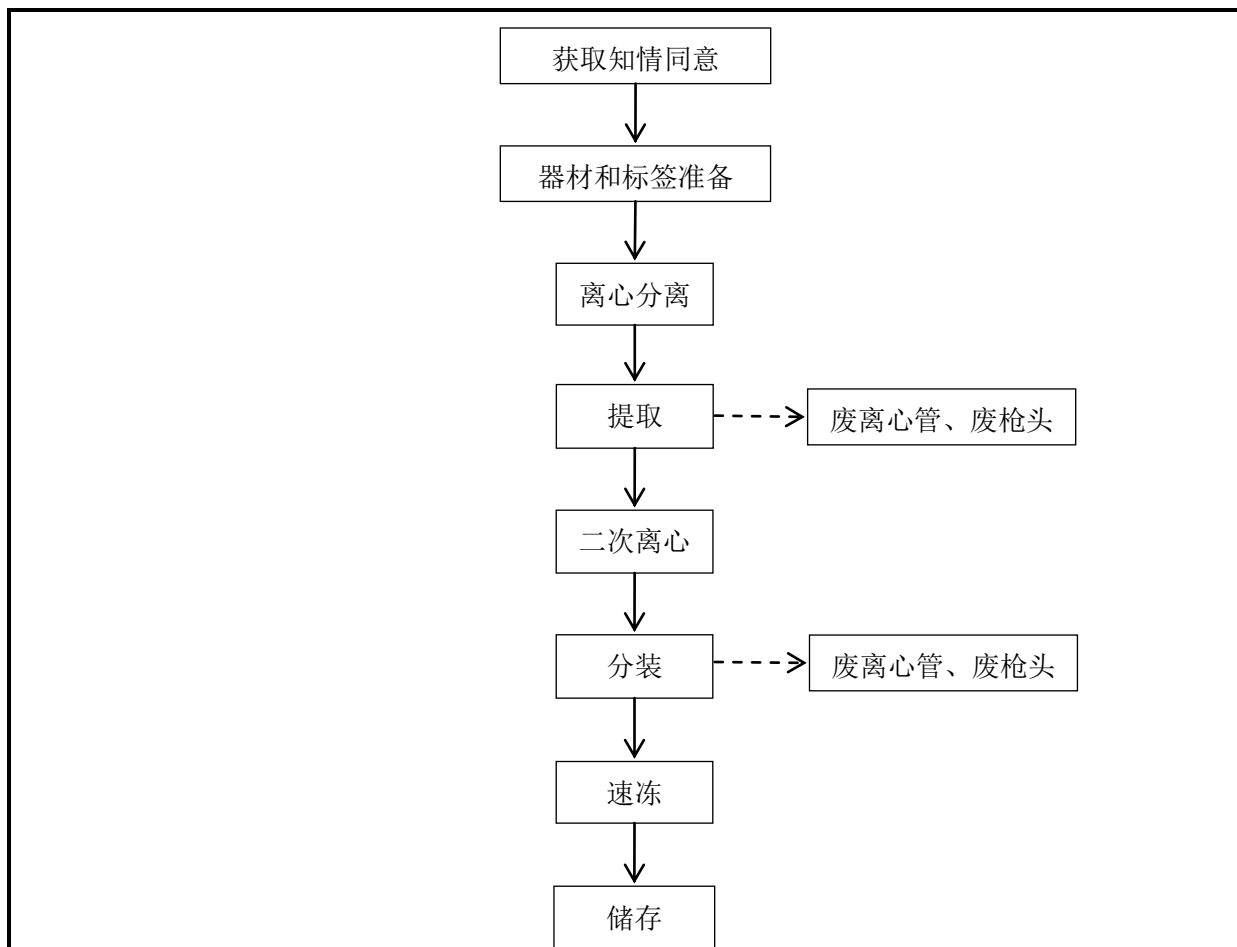 获取知情同意
器材和标签准备
离心分离
提取
废离心管、废枪头
二次离心
分装
废离心管、废枪头
速冻
储存